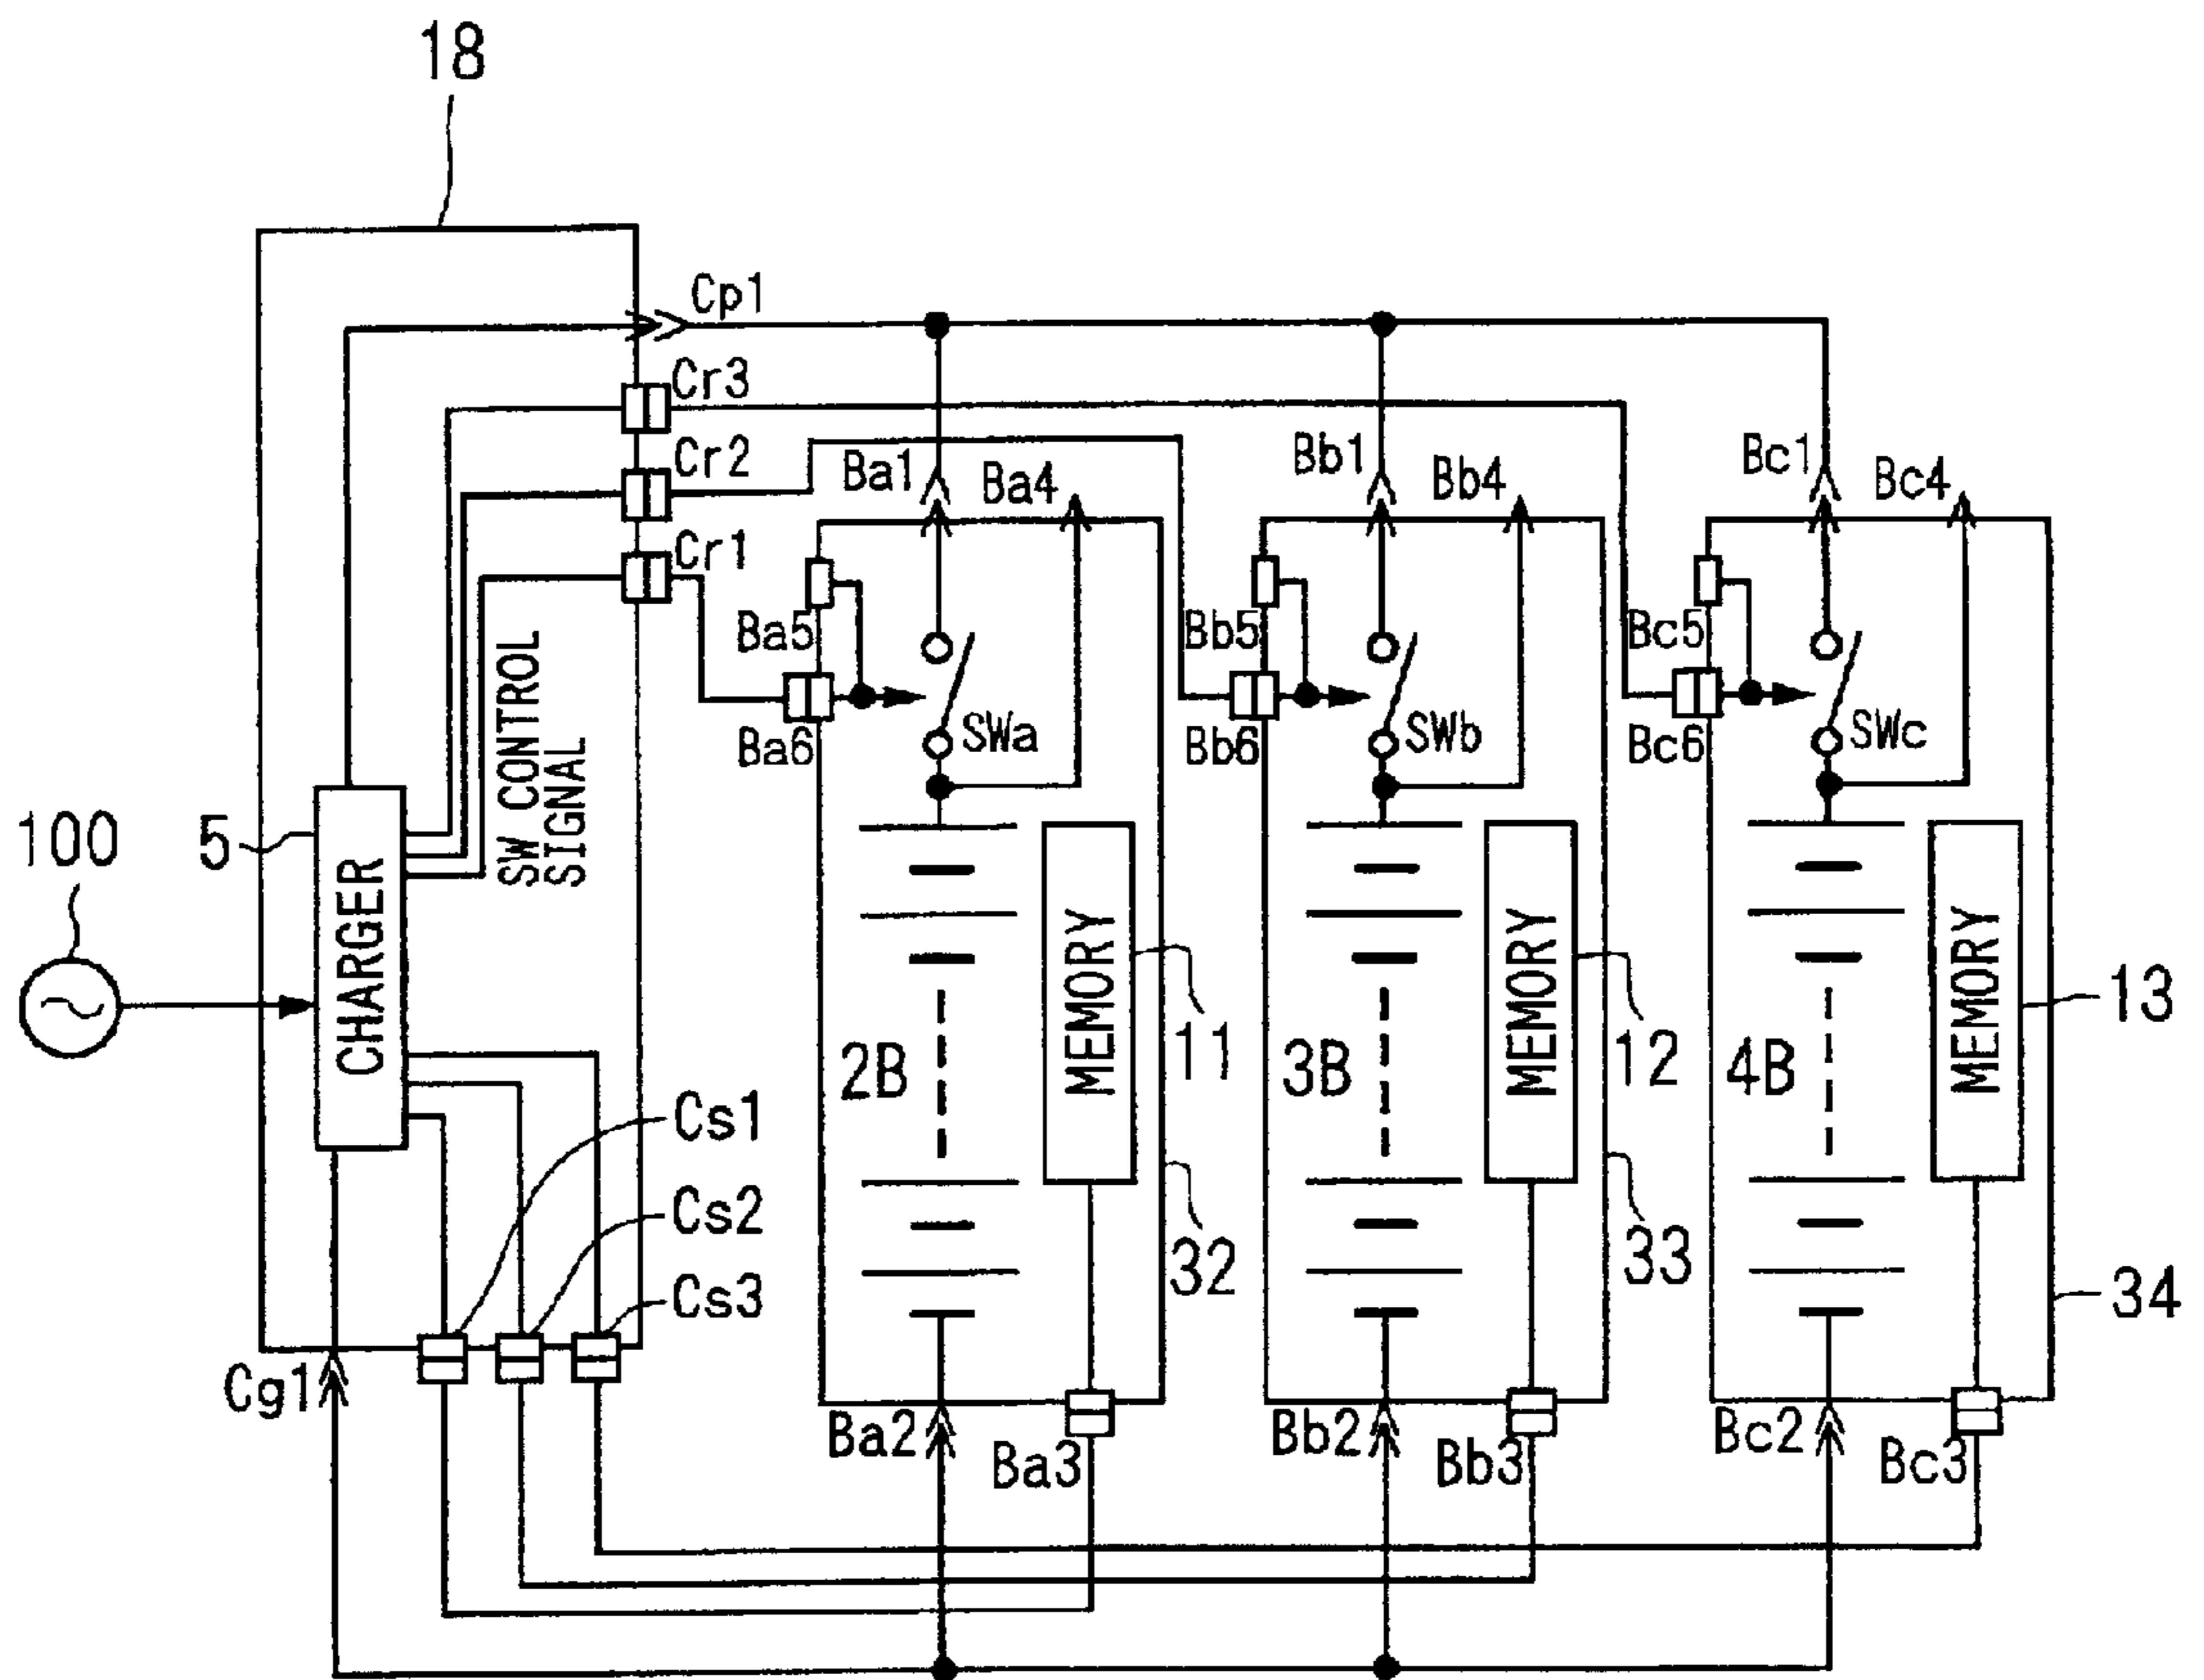 18
Cp1
Cr3
Cr2
Cr1
Ba1
Ba4
Bb1
Bb4
Bc1
Bc4
Ba5
Ba6
SWa
Bb5
Bb6
SWb
Bc5
Bc6
SWc
SW CONTROL
SIGNAL
100
5
CHARGER
2B
MEMORY
11
3B
MEMORY
12
4B
MEMORY
13
Cs1
Cs2
Cs3
32
33
34
Cg1
Ba2
Ba3
Bb2
Bb3
Bc2
Bc3